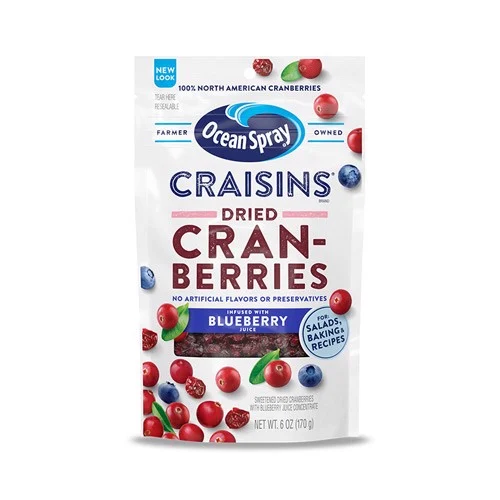 NEW
LOOK
100% NORTH AMERICAN CRANBERRIES
TEAR HERE
RESEALABLE
FARMER
OWNED
Ocean Spray®
CRAISINS®
BRAND
DRIED
CRAN-
BERRIES
NO ARTIFICIAL FLAVORS OR PRESERVATIVES
INFUSED WITH
BLUEBERRY
JUICE
FOR
SALADS,
BAKING &
RECIPES
SWEETENED DRIED CRANBERRIES
WITH BLUEBERRY JUICE CONCENTRATE
NET WT. 6 OZ (170 g)